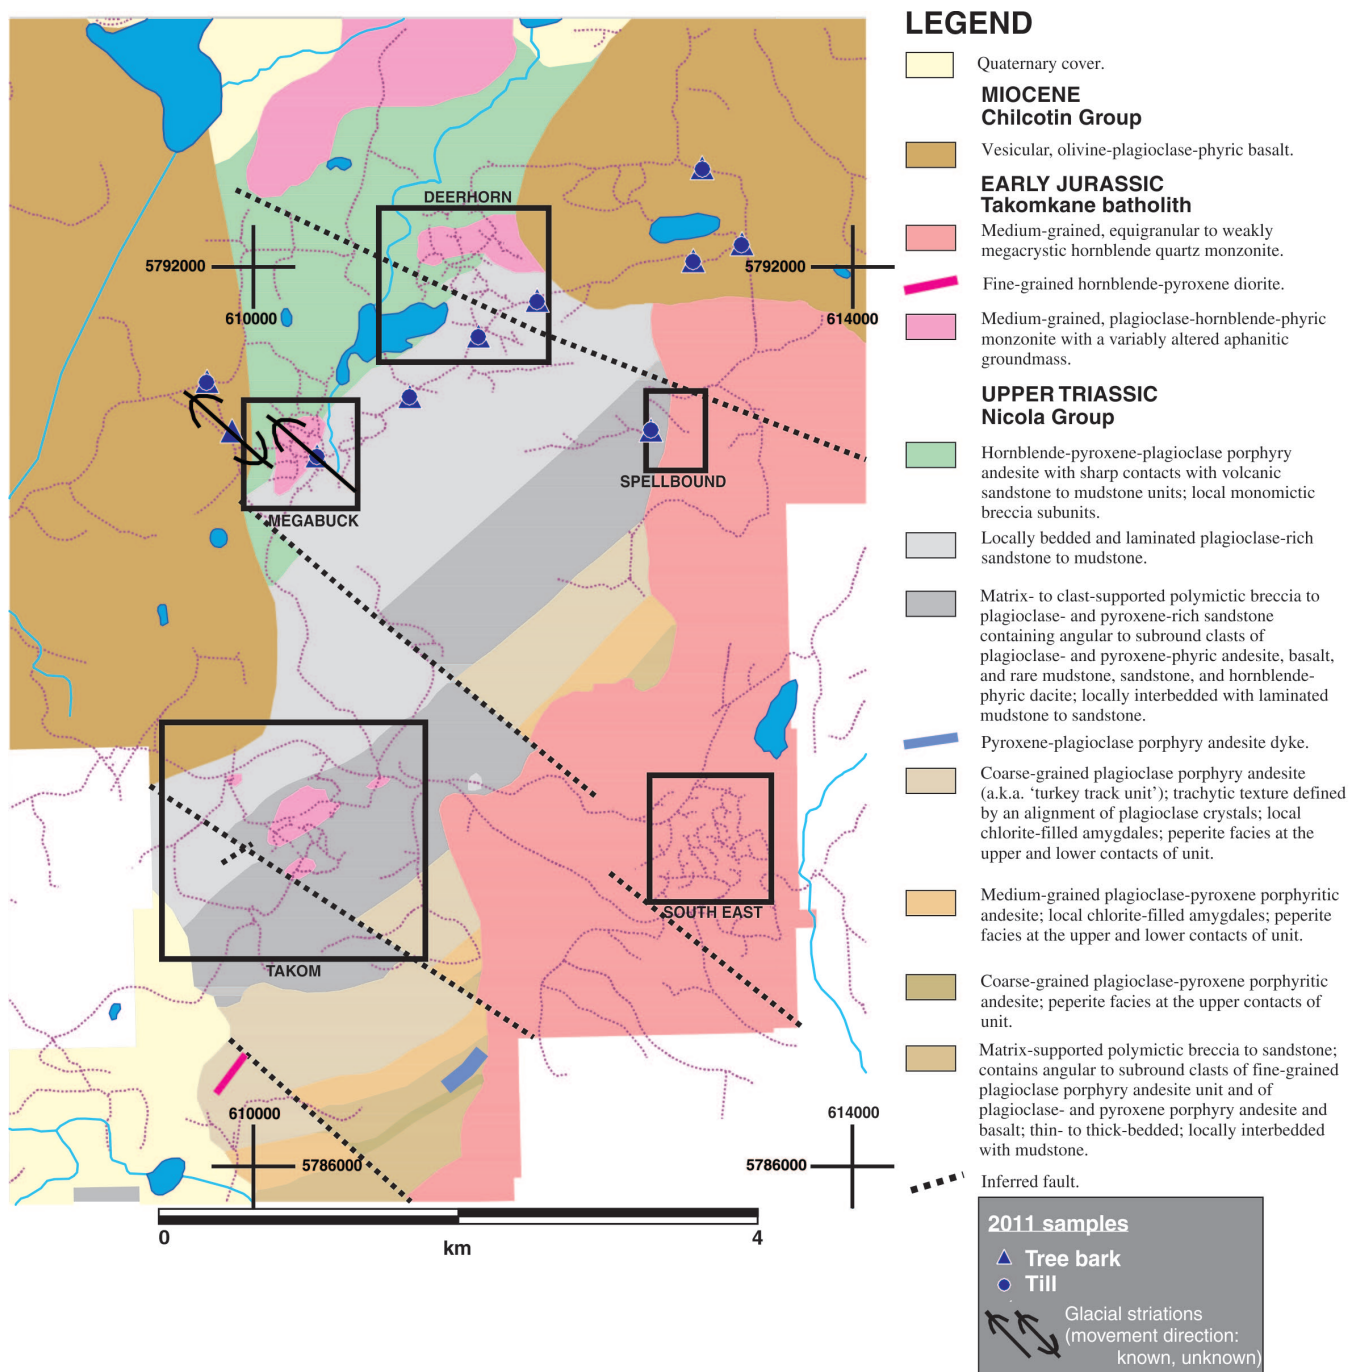 DEERHORN
5792000
610000
5792000
614000
SPELLBOUND
MEGABUCK
SOUTH EAST
TAKOM
610000
5786000
614000
5786000
0
4
km
LEGEND
Quaternary cover.
MIOCENE
Chilcotin Group
Vesicular, olivine-plagioclase-phyric basalt.
EARLY JURASSIC
Takomkane batholith
Medium-grained, equigranular to weakly
megacrystic hornblende quartz monzonite.
Fine-grained hornblende-pyroxene diorite.
Medium-grained, plagioclase-hornblende-phyric
monzonite with a variably altered aphanitic
groundmass.
UPPER TRIASSIC
Nicola Group
Hornblende-pyroxene-plagioclase porphyry
andesite with sharp contacts with volcanic
sandstone to mudstone units; local monomictic
breccia subunits.
Locally bedded and laminated plagioclase-rich
sandstone to mudstone.
Matrix- to clast-supported polymictic breccia to
plagioclase- and pyroxene-rich sandstone
containing angular to subround clasts of
plagioclase- and pyroxene-phyric andesite, basalt,
and rare mudstone, sandstone, and hornblende-
phyric dacite; locally interbedded with laminated
mudstone to sandstone.
Pyroxene-plagioclase porphyry andesite dyke.
Coarse-grained plagioclase porphyry andesite
(a.k.a. ‘turkey track unit’); trachytic texture defined
by an alignment of plagioclase crystals; local
chlorite-filled amygdales; peperite facies at the
upper and lower contacts of unit.
Medium-grained plagioclase-pyroxene porphyritic
andesite; local chlorite-filled amygdales; peperite
facies at the upper and lower contacts of unit.
Coarse-grained plagioclase-pyroxene porphyritic
andesite; peperite facies at the upper contacts of
unit.
Matrix-supported polymictic breccia to sandstone;
contains angular to subround clasts of fine-grained
plagioclase porphyry andesite unit and of
plagioclase- and pyroxene porphyry andesite and
basalt; thin- to thick-bedded; locally interbedded
with mudstone.
Inferred fault.
2011 samples
Tree bark
Till
Glacial striations
(movement direction:
known, unknown)